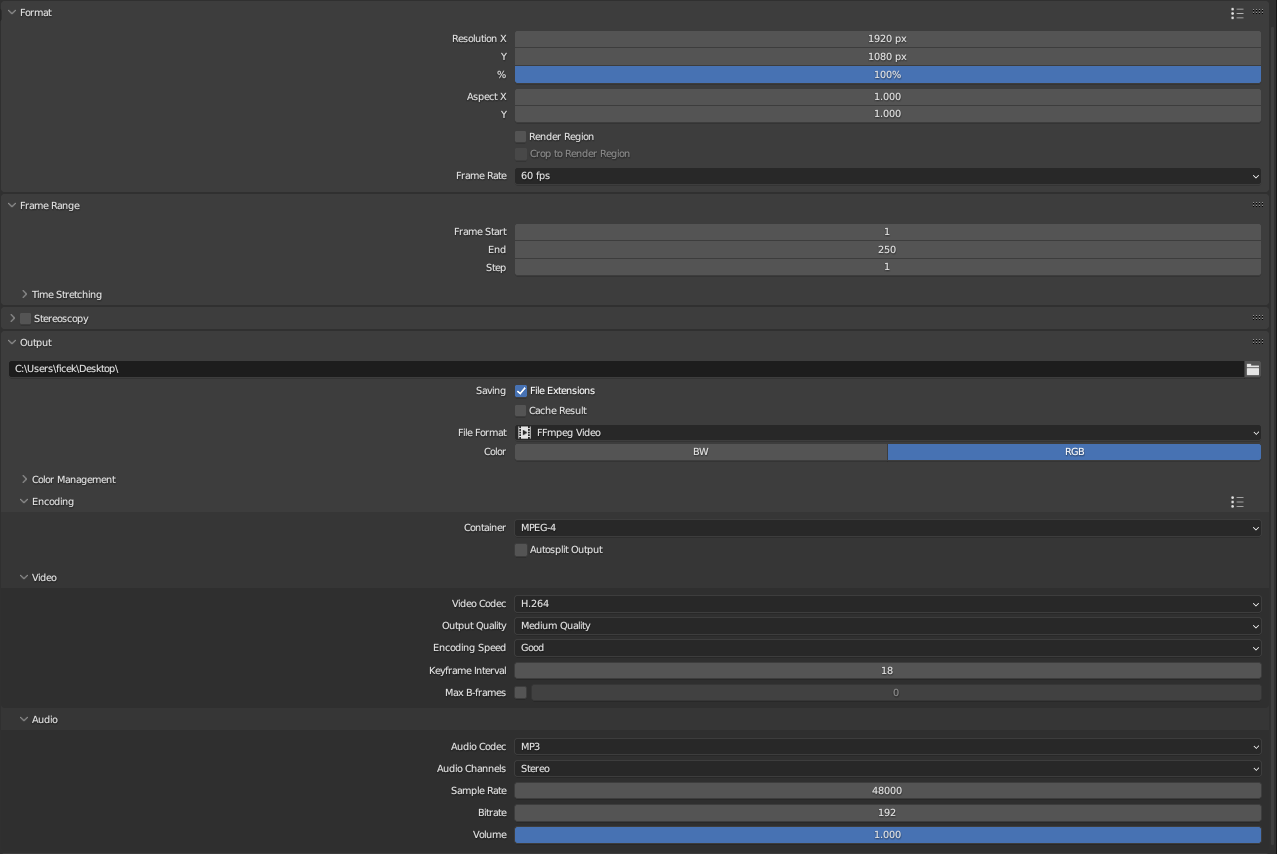 Format
Resolution X 1920 px
Y 1080 px
% 100%
Aspect X 1.000
Y 1.000
Render Region
Crop to Render Region
Frame Rate 60 fps
Frame Range
Frame Start 1
End 250
Step 1
Time Stretching
Stereoscopy
Output
C:\Users\ficek\Desktop\
Saving File Extensions
Cache Result
File Format FFmpeg Video
Color BW RGB
Color Management
Encoding
Container MPEG-4
Autosplit Output
Video
Video Codec H.264
Output Quality Medium Quality
Encoding Speed Good
Keyframe Interval 18
Max B-frames 0
Audio
Audio Codec MP3
Audio Channels Stereo
Sample Rate 48000
Bitrate 192
Volume 1.000